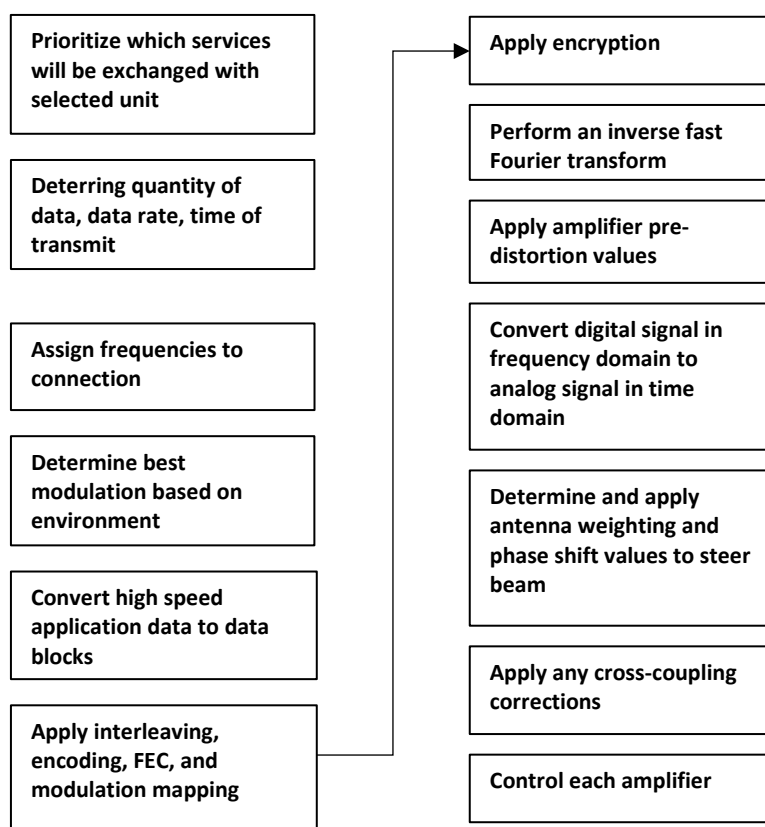 Prioritize which services
will be exchanged with
selected unit
Deterring quantity of
data, data rate, time of
transmit
Assign frequencies to
connection
Determine best
modulation based on
environment
Convert high speed
application data to data
blocks
Apply interleaving,
encoding, FEC, and
modulation mapping
Apply encryption
Perform an inverse fast
Fourier transform
Apply amplifier pre-
distortion values
Convert digital signal in
frequency domain to
analog signal in time
domain
Determine and apply
antenna weighting and
phase shift values to steer
beam
Apply any cross-coupling
corrections
Control each amplifier